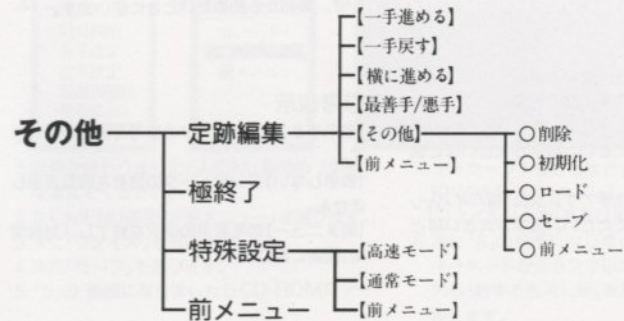 その他
定跡編集
【一手進める】
【一手戻す】
【横に進める】
【最善手/悪手】
【その他】
○削除
○初期化
○ロード
○セーブ
○前メニュー
【前メニュー】
極終了
特殊設定
【高速モード】
【通常モード】
【前メニュー】
前メニュー